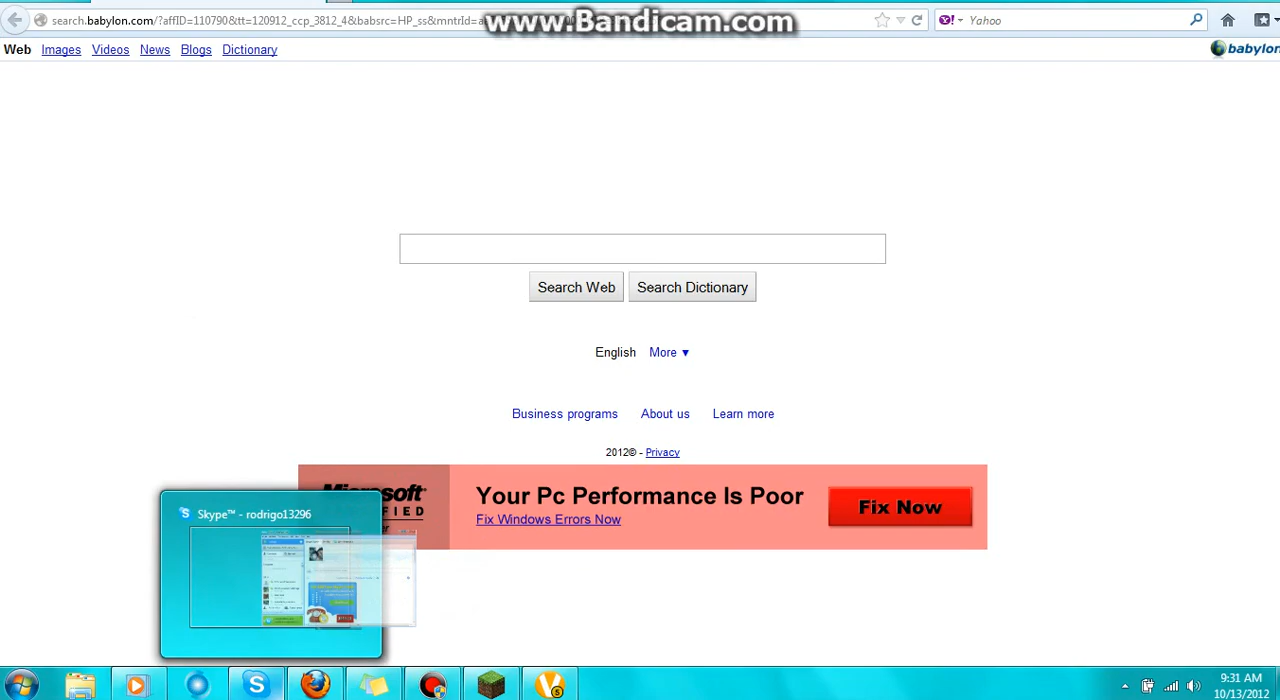 www.Bandicam.com
search.babylon.com/?affID=110790&tt=120912_ccp_3812_4&babsrc=HP_ss&mntrId=a
Yahoo
Web Images Videos News Blogs Dictionary
babylon
Search Web Search Dictionary
English More ▼
Business programs About us Learn more
2012© - Privacy
Your Pc Performance Is Poor
Fix Windows Errors Now
Fix Now
Skype™ - rodrigo13296
9:31 AM
10/13/2012